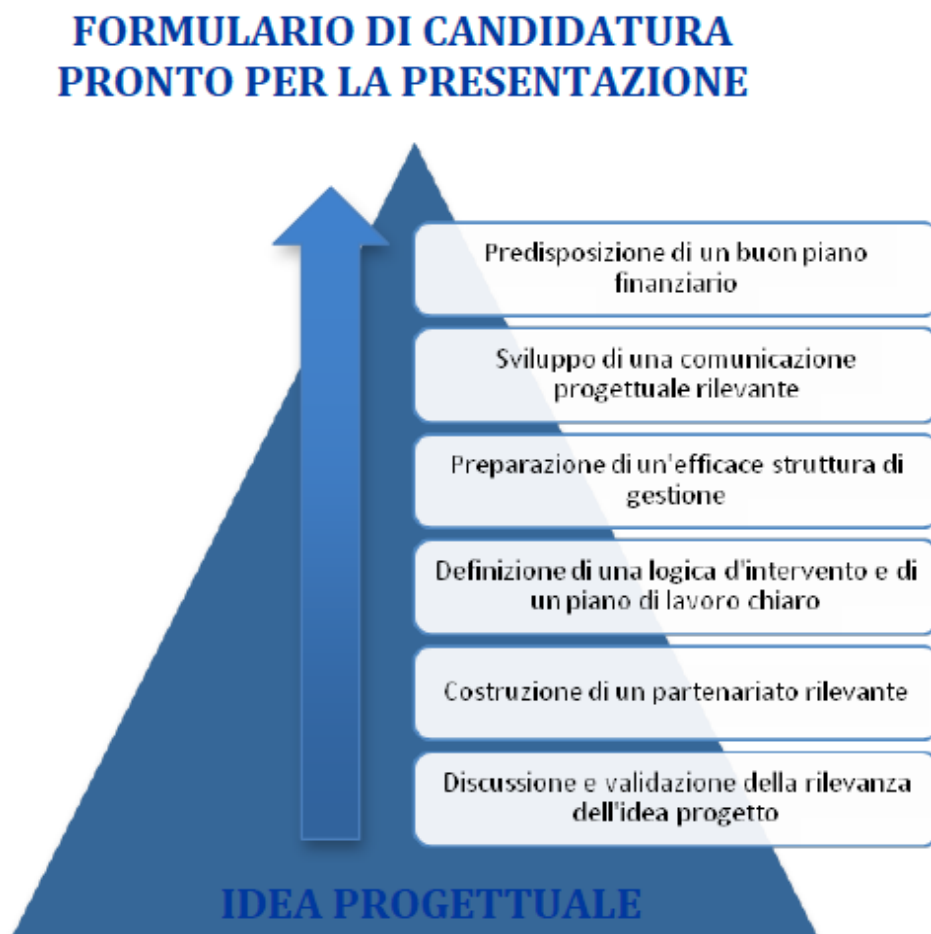 FORMULARIO DI CANDIDATURA
PRONTO PER LA PRESENTAZIONE
Predisposizione di un buon piano
finanziario
Sviluppo di una comunicazione
progettuale rilevante
Preparazione di un'efficace struttura di
gestione
Definizione di una logica d'intervento e di
un piano di lavoro chiaro
Costruzione di un partenariato rilevante
Discussione e validazione della rilevanza
dell'idea progetto
IDEA PROGETTUALE